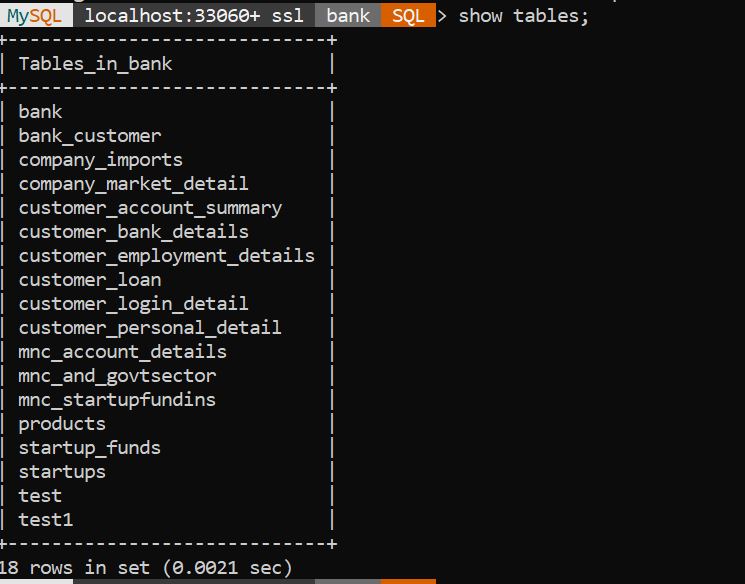 MySQL localhost:33060+ ssl bank SQL > show tables;
+-----------------------------+
| Tables_in_bank              |
+-----------------------------+
| bank                        |
| bank_customer               |
| company_imports             |
| company_market_detail       |
| customer_account_summary    |
| customer_bank_details       |
| customer_employment_details |
| customer_loan               |
| customer_login_detail       |
| customer_personal_detail    |
| mnc_account_details         |
| mnc_and_govtsector          |
| mnc_startupfundins          |
| products                    |
| startup_funds               |
| startups                    |
| test                        |
| test1                       |
+-----------------------------+
18 rows in set (0.0021 sec)